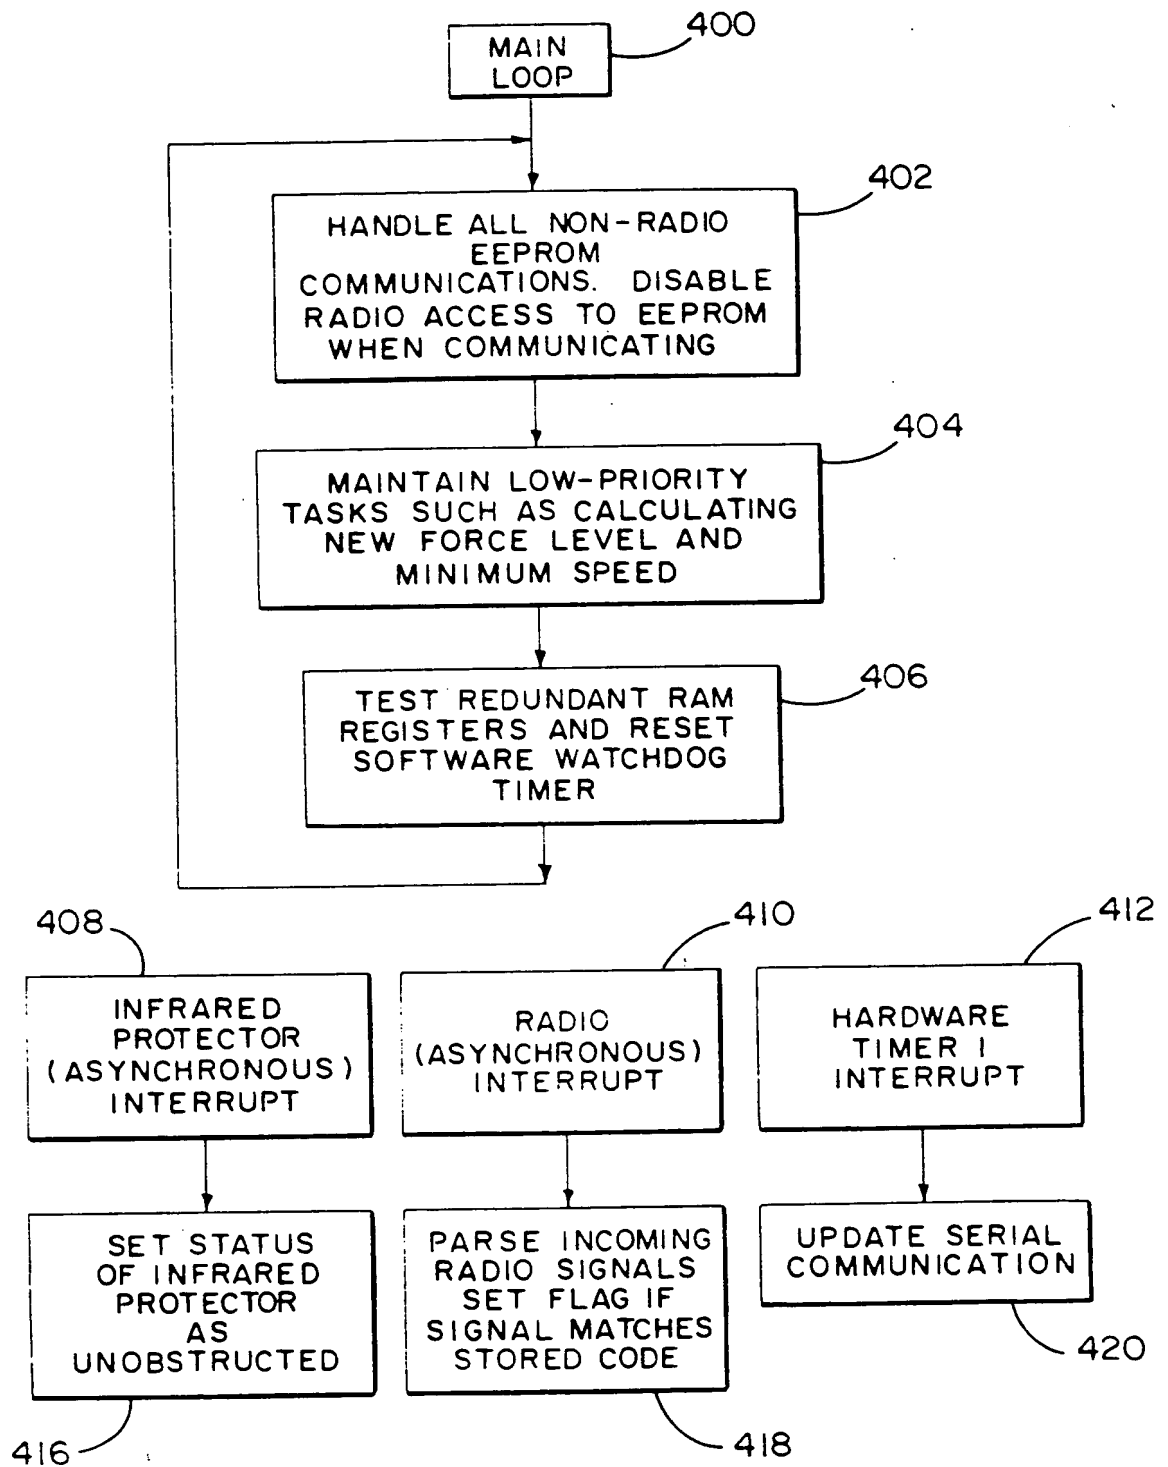 400
MAIN
LOOP
402
HANDLE ALL NON-RADIO
EEPROM
COMMUNICATIONS. DISABLE
RADIO ACCESS TO EEPROM
WHEN COMMUNICATING
404
MAINTAIN LOW-PRIORITY
TASKS SUCH AS CALCULATING
NEW FORCE LEVEL AND
MINIMUM SPEED
406
TEST REDUNDANT RAM
REGISTERS AND RESET
SOFTWARE WATCHDOG
TIMER
408
INFRARED
PROTECTOR
(ASYNCHRONOUS)
INTERRUPT
410
RADIO
(ASYNCHRONOUS)
INTERRUPT
412
HARDWARE
TIMER 1
INTERRUPT
SET STATUS
OF INFRARED
PROTECTOR
AS
UNOBSTRUCTED
416
PARSE INCOMING
RADIO SIGNALS
SET FLAG IF
SIGNAL MATCHES
STORED CODE
418
UPDATE SERIAL
COMMUNICATION
420